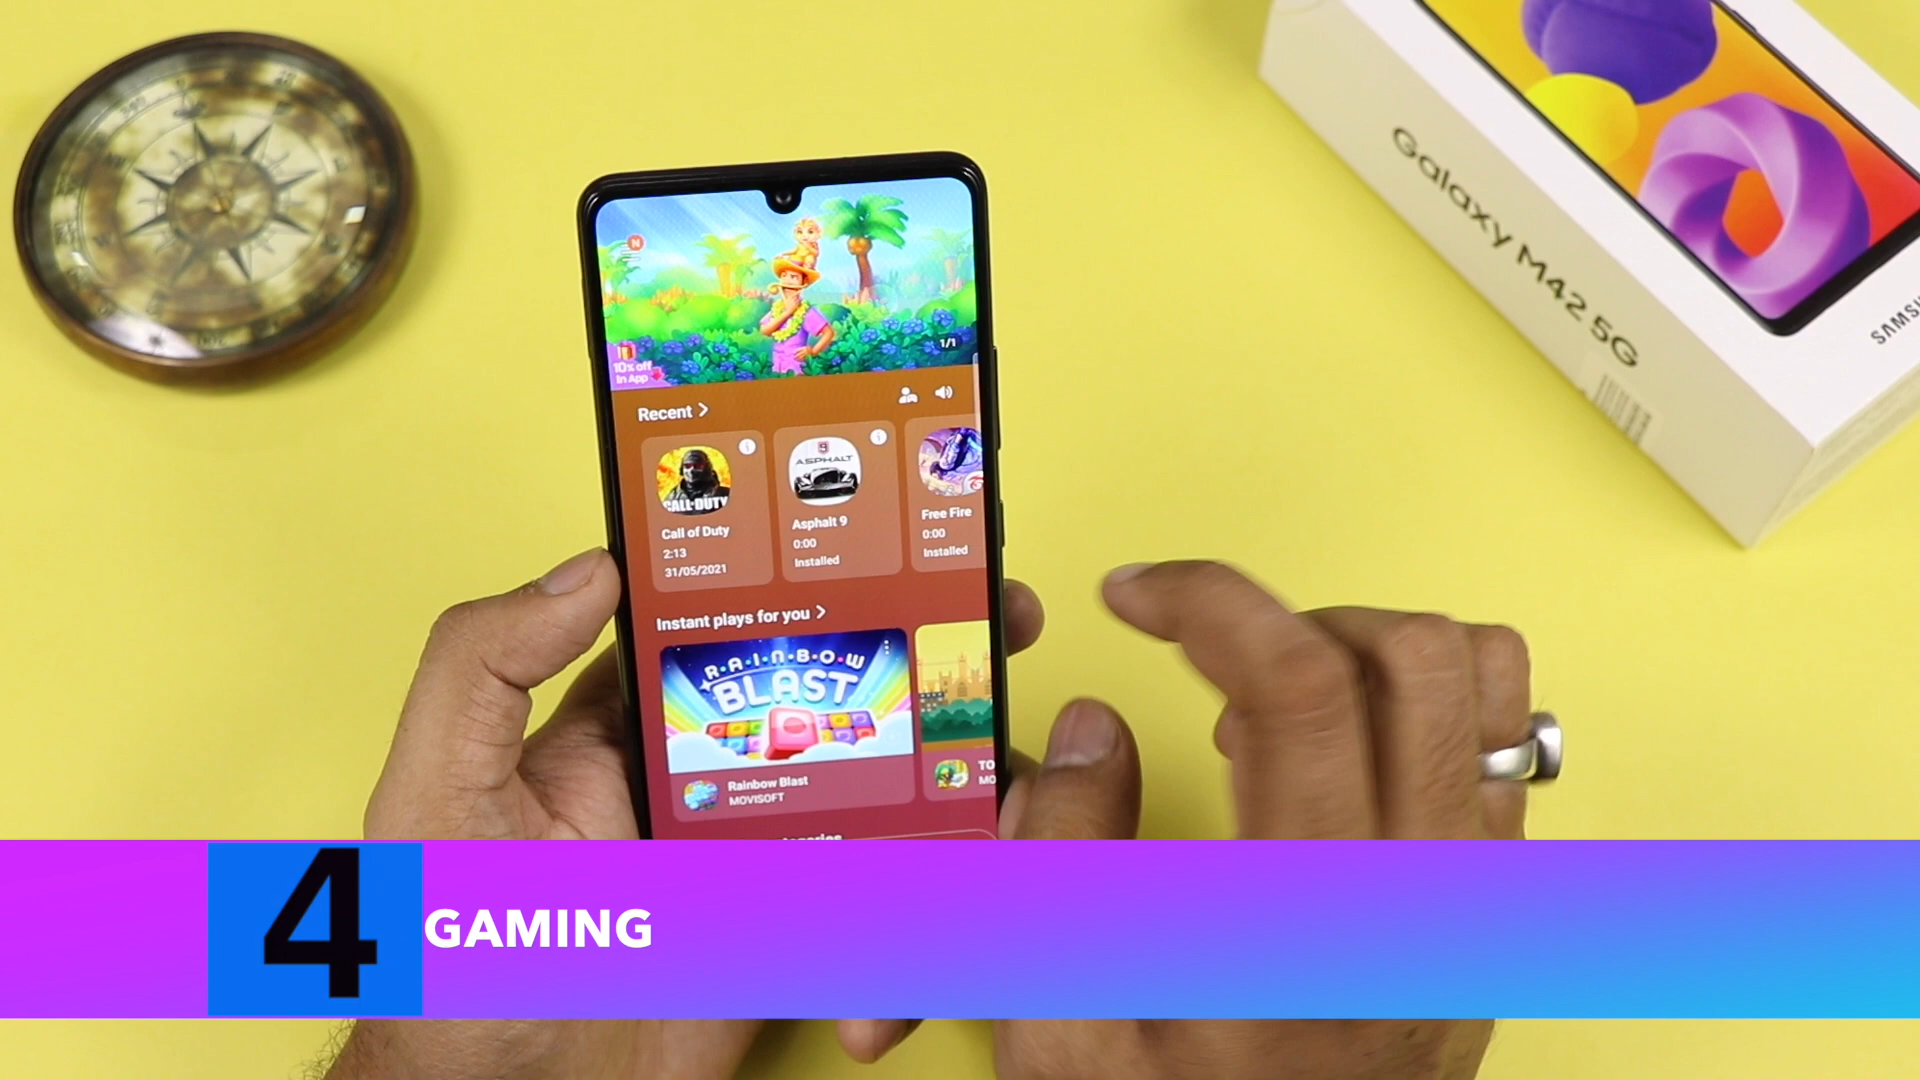 Galaxy M42 5G
N
10% off
In App
1/1
Recent >
CALL·DUTY
9
ASPHALT
Call of Duty
2:13
31/05/2021
Asphalt 9
0:00
Installed
Free Fire
0:00
Installed
Instant plays for you >
R·A·I·N·B·O·W
BLAST
Rainbow Blast
MOVISOFT
4
GAMING